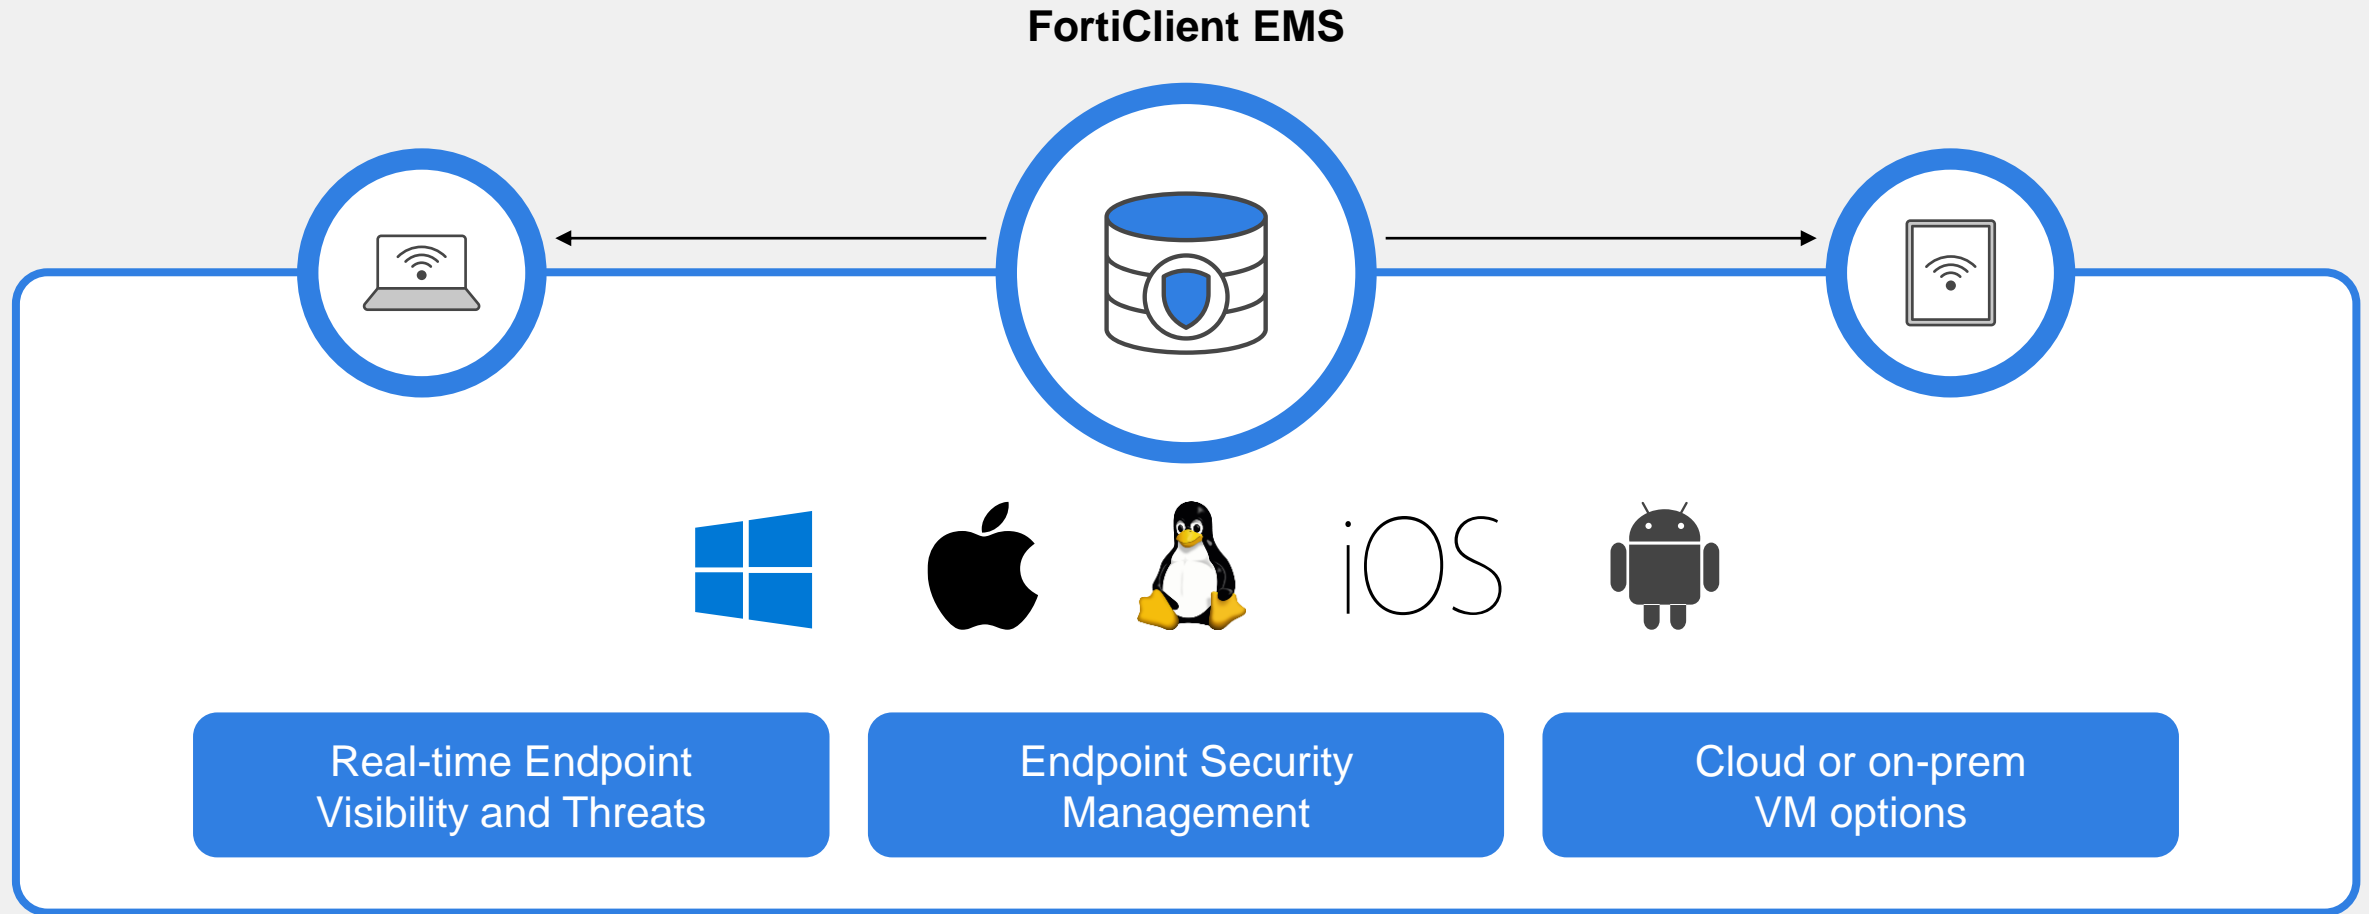 FortiClient EMS
iOS
Real-time Endpoint
Visibility and Threats
Endpoint Security
Management
Cloud or on-prem
VM options